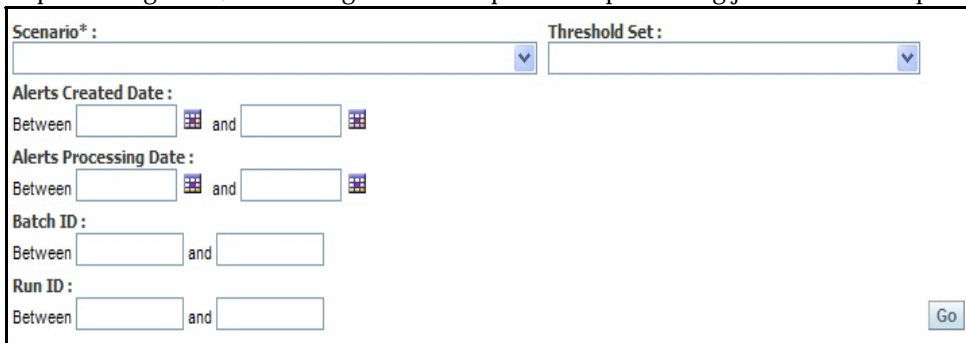 Scenario* : Threshold Set :
Alerts Created Date :
Between and
Alerts Processing Date :
Between and
Batch ID :
Between and
Run ID :
Between and
Go